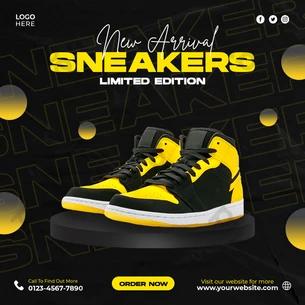 LOGO
HERE
New Arrival
SNEAKERS
LIMITED EDITION
SNEAKERS
Call To Find Out More
0123-4567-7890
ORDER NOW
Visit our website for more
www.yourwebsite.com